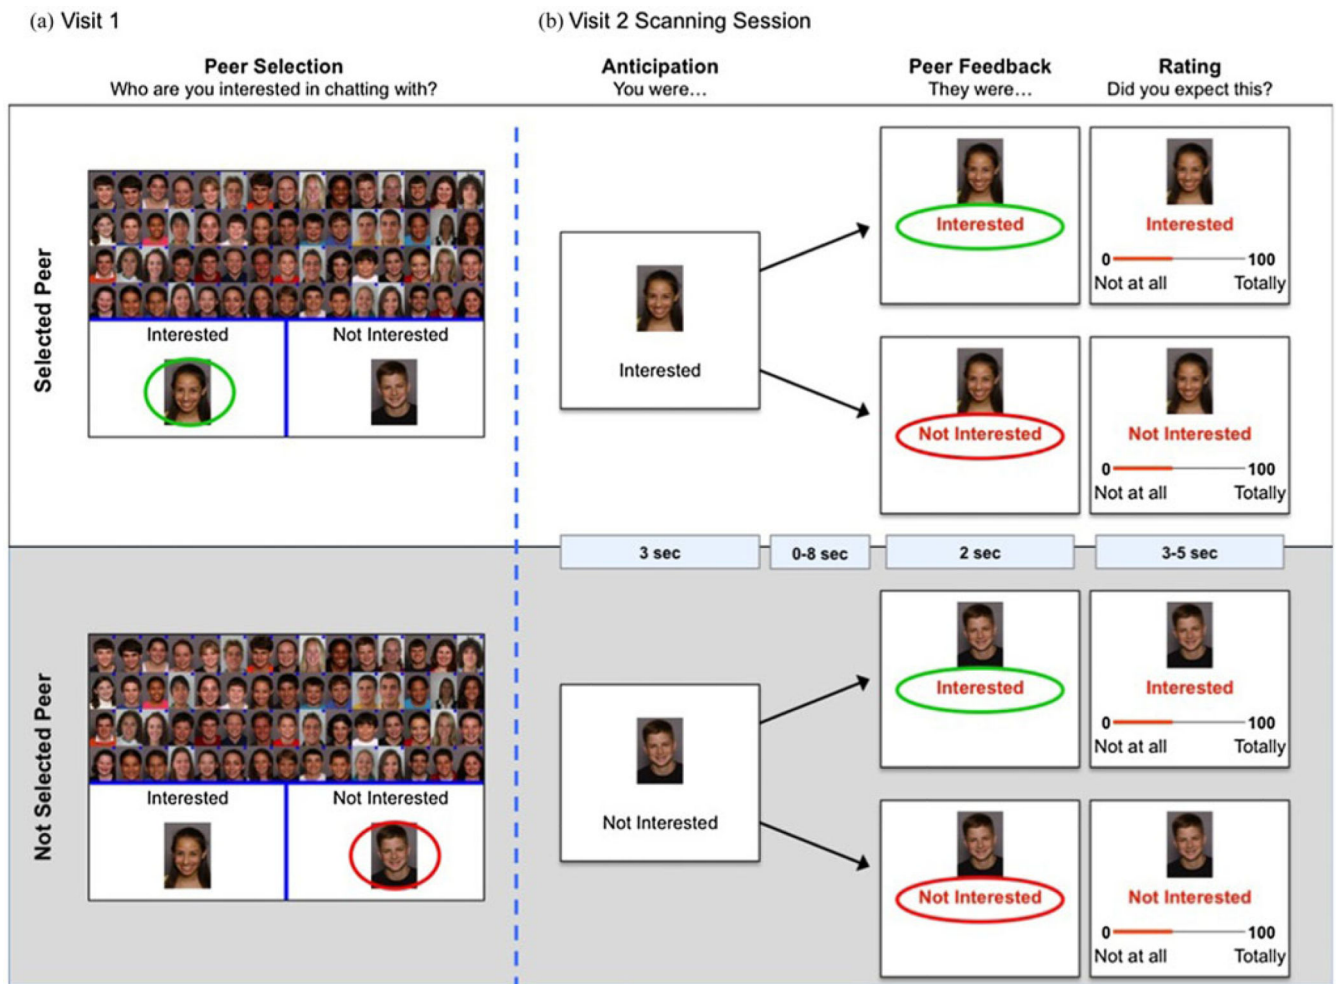 (a) Visit 1
(b) Visit 2 Scanning Session
Peer Selection
Who are you interested in chatting with?
Anticipation
You were...
Peer Feedback
They were...
Rating
Did you expect this?
Selected Peer
Interested
Not Interested
Interested
Interested
Interested
0
100
Not at all
Totally
Not Interested
Not Interested
0
100
Not at all
Totally
3 sec
0-8 sec
2 sec
3-5 sec
Not Selected Peer
Interested
Not Interested
Not Interested
Interested
Interested
0
100
Not at all
Totally
Not Interested
Not Interested
0
100
Not at all
Totally